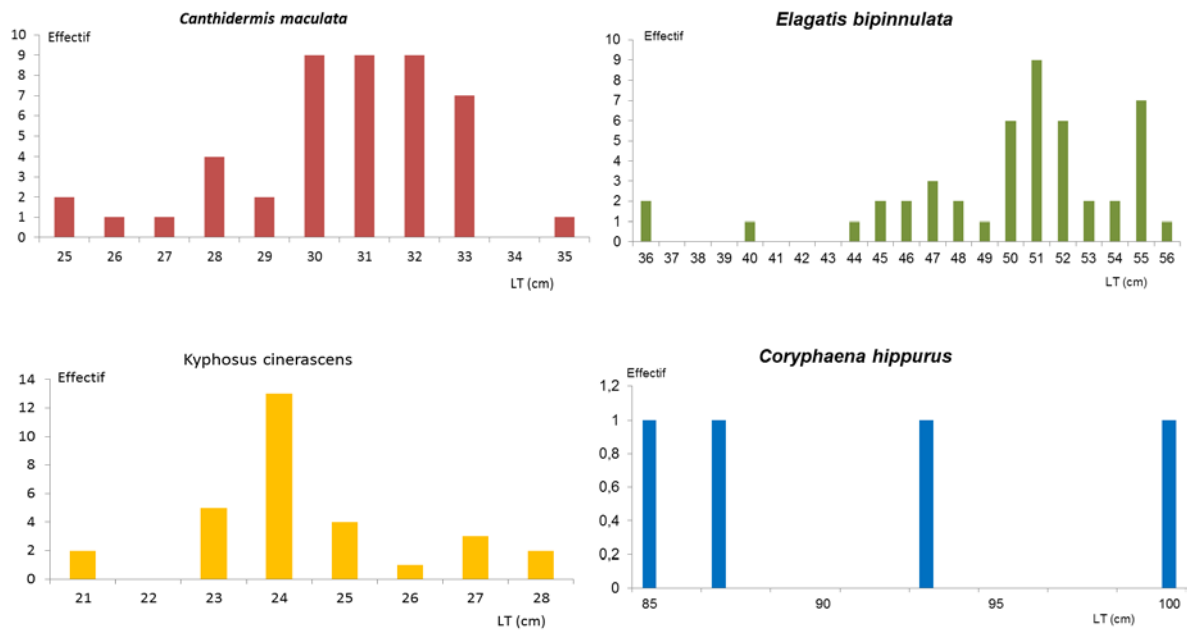 Canthidermis maculata
Effectif
10
9
8
7
6
5
4
3
2
1
0
25 26 27 28 29 30 31 32 33 34 35
LT (cm)
Elagatis bipinnulata
Effectif
10
9
8
7
6
5
4
3
2
1
0
36 37 38 39 40 41 42 43 44 45 46 47 48 49 50 51 52 53 54 55 56
LT (cm)
Kyphosus cinerascens
Effectif
14
12
10
8
6
4
2
0
21 22 23 24 25 26 27 28
LT (cm)
Coryphaena hippurus
Effectif
1,2
1
0,8
0,6
0,4
0,2
0
85 90 95 100
LT (cm)